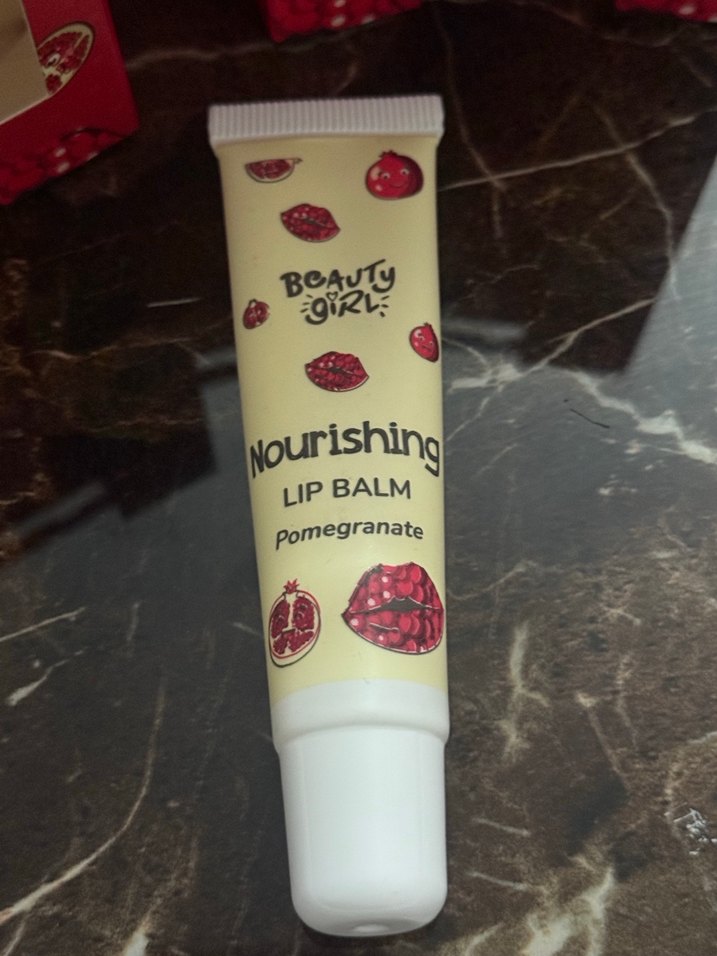 BEAUTY
GiRL
Nourishing
LIP BALM
Pomegranate